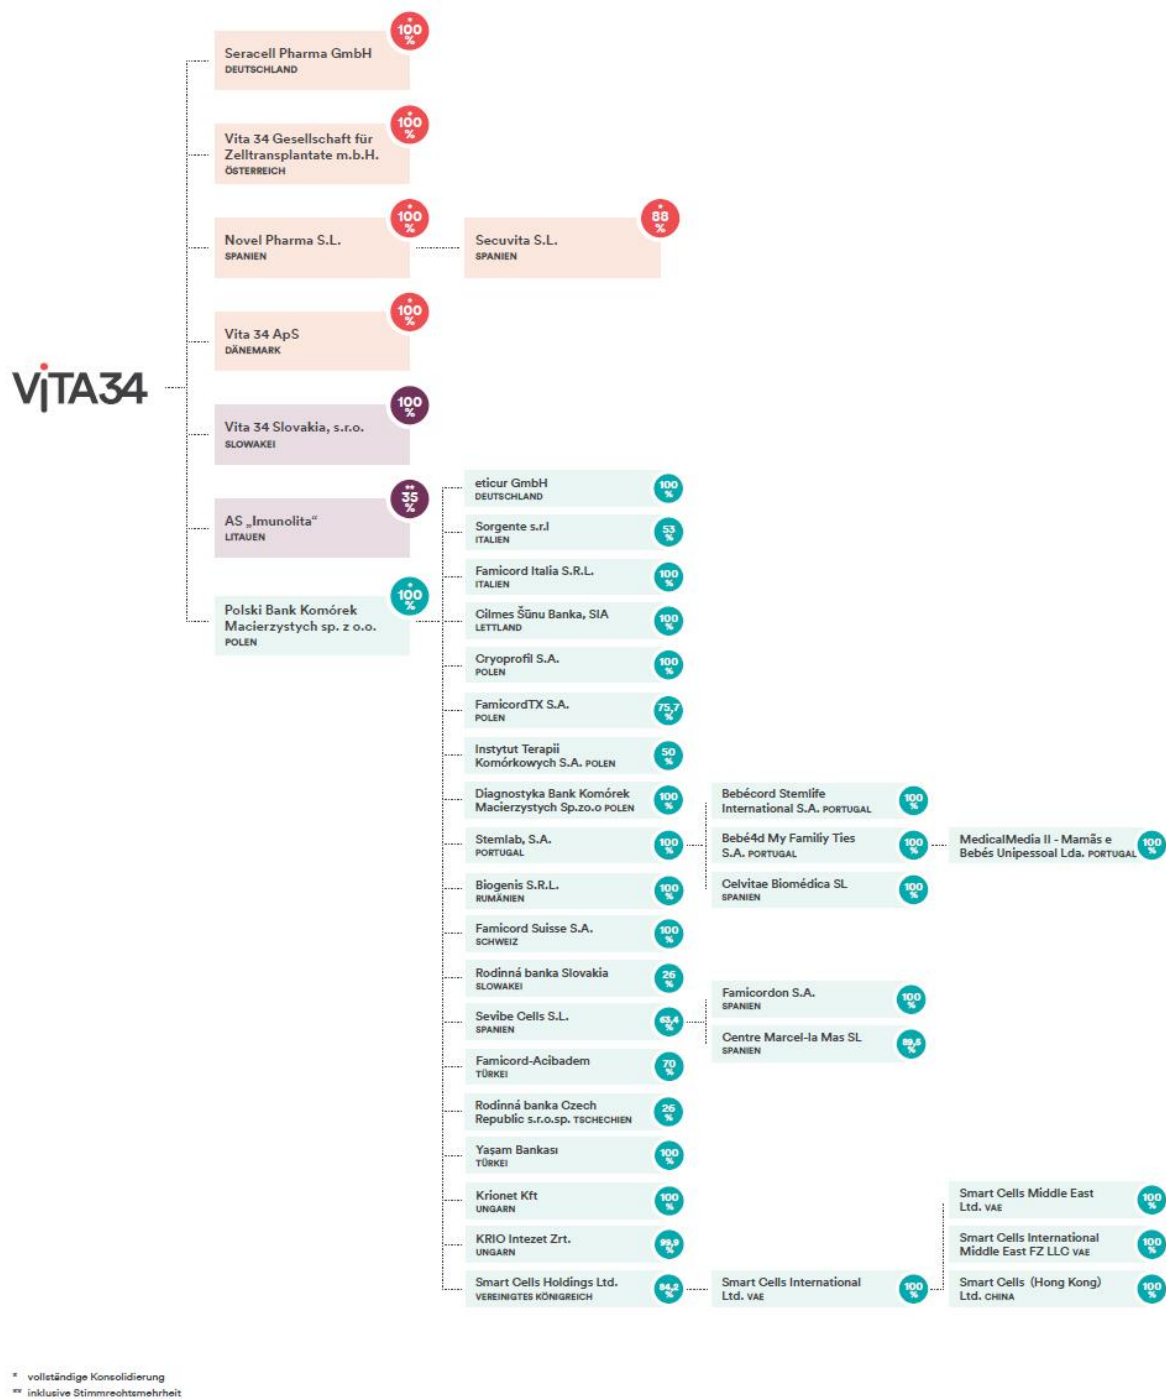 * 100 %
Seracell Pharma GmbH
DEUTSCHLAND
* 100 %
Vita 34 Gesellschaft für
Zelltransplantate m.b.H.
ÖSTERREICH
* 100 %
Novel Pharma S.L.
SPANIEN
* 88 %
Secuvita S.L.
SPANIEN
* 100 %
Vita 34 ApS
DÄNEMARK
ViTA34
100 %
Vita 34 Slovakia, s.r.o.
SLOWAKEI
** 35 %
AS „Imunolita“
LITAUEN
* 100 %
Polski Bank Komórek
Macierzystych sp. z o.o.
POLEN
eticur GmbH
DEUTSCHLAND
100 %
Sorgente s.r.l
ITALIEN
53 %
Famicord Italia S.R.L.
ITALIEN
100 %
Cilmes Šūnu Banka, SIA
LETTLAND
100 %
Cryoprofil S.A.
POLEN
100 %
FamicordTX S.A.
POLEN
75,7 %
Instytut Terapii
Komórkowych S.A. POLEN
50 %
Diagnostyka Bank Komórek
Macierzystych Sp.zo.o POLEN
100 %
Stemlab, S.A.
PORTUGAL
100 %
Bebécord Stemlife
International S.A. PORTUGAL
100 %
Bebé4d My Familiy Ties
S.A. PORTUGAL
100 %
MedicalMedia II - Mamãs e
Bebés Unipessoal Lda. PORTUGAL
100 %
Celvitae Biomédica SL
SPANIEN
100 %
Biogenis S.R.L.
RUMÄNIEN
100 %
Famicord Suisse S.A.
SCHWEIZ
100 %
Rodinná banka Slovakia
SLOWAKEI
26 %
Sevibe Cells S.L.
SPANIEN
63,4 %
Famicordon S.A.
SPANIEN
100 %
Centre Marcel-la Mas SL
SPANIEN
89,5 %
Famicord-Acibadem
TÜRKEI
70 %
Rodinná banka Czech
Republic s.r.o.sp. TSCHECHIEN
26 %
Yaşam Bankası
TÜRKEI
100 %
Krionet Kft
UNGARN
100 %
KRIO Intezet Zrt.
UNGARN
99,9 %
Smart Cells Holdings Ltd.
VEREINIGTES KÖNIGREICH
84,2 %
Smart Cells International
Ltd. VAE
100 %
Smart Cells Middle East
Ltd. VAE
100 %
Smart Cells International
Middle East FZ LLC VAE
100 %
Smart Cells (Hong Kong)
Ltd. CHINA
100 %
* vollständige Konsolidierung
** inklusive Stimmrechtsmehrheit